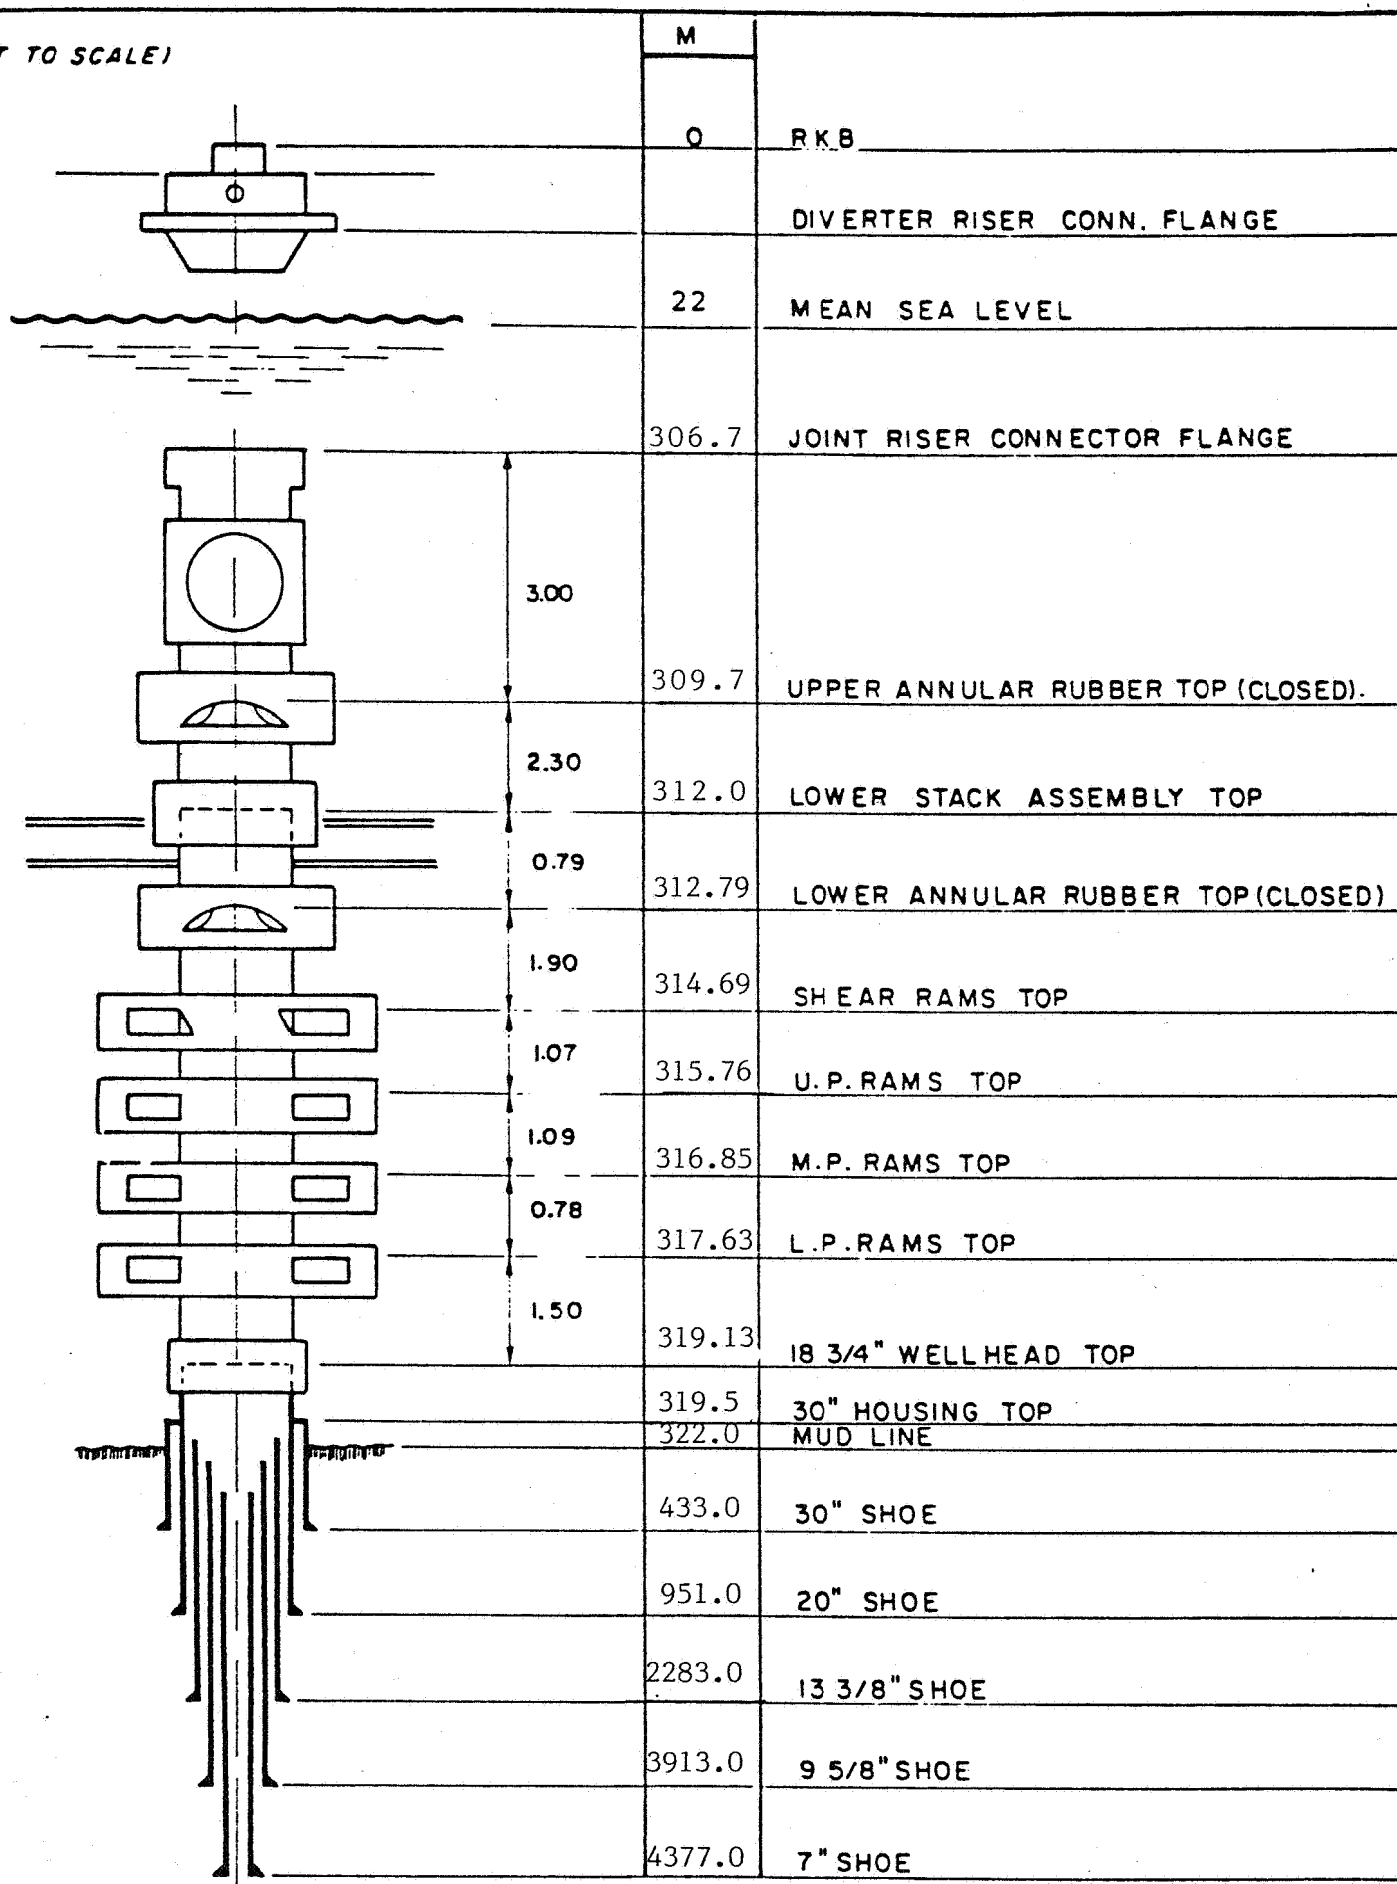 M
T TO SCALE)
0 RKB
DIVERTER RISER CONN. FLANGE
22 MEAN SEA LEVEL
306.7 JOINT RISER CONNECTOR FLANGE
3.00
309.7 UPPER ANNULAR RUBBER TOP (CLOSED).
2.30
312.0 LOWER STACK ASSEMBLY TOP
0.79
312.79 LOWER ANNULAR RUBBER TOP (CLOSED)
1.90
314.69 SHEAR RAMS TOP
1.07
315.76 U.P. RAMS TOP
1.09
316.85 M.P. RAMS TOP
0.78
317.63 L.P. RAMS TOP
1.50
319.13 18 3/4" WELLHEAD TOP
319.5 30" HOUSING TOP
322.0 MUD LINE
433.0 30" SHOE
951.0 20" SHOE
2283.0 13 3/8" SHOE
3913.0 9 5/8" SHOE
4377.0 7" SHOE